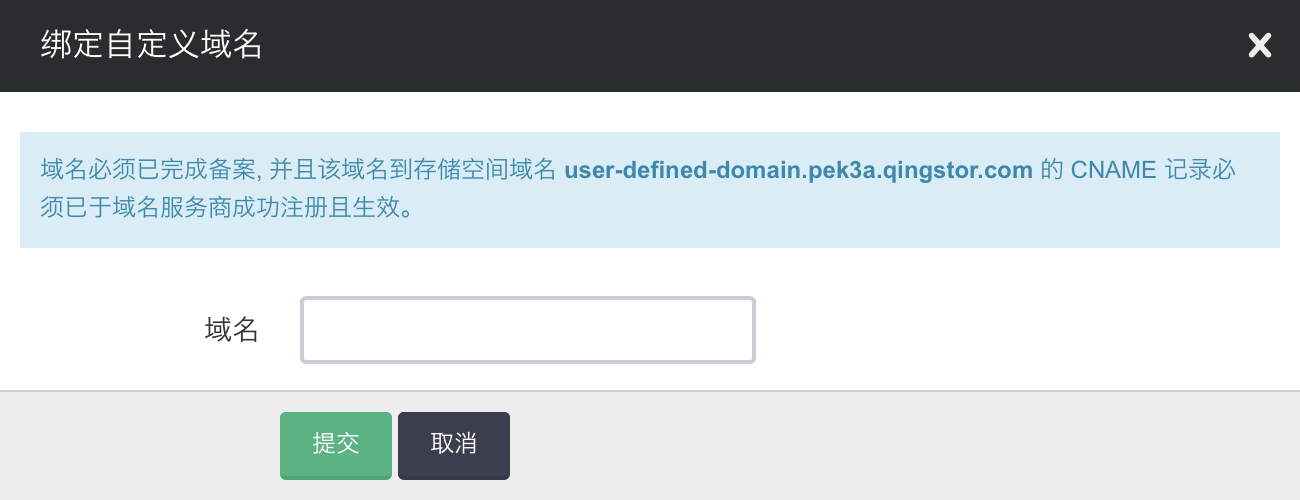 绑定自定义域名
域名必须已完成备案, 并且该域名到存储空间域名 user-defined-domain.pek3a.qingstor.com 的 CNAME 记录必
须已于域名服务商成功注册且生效。
域名
提交 取消